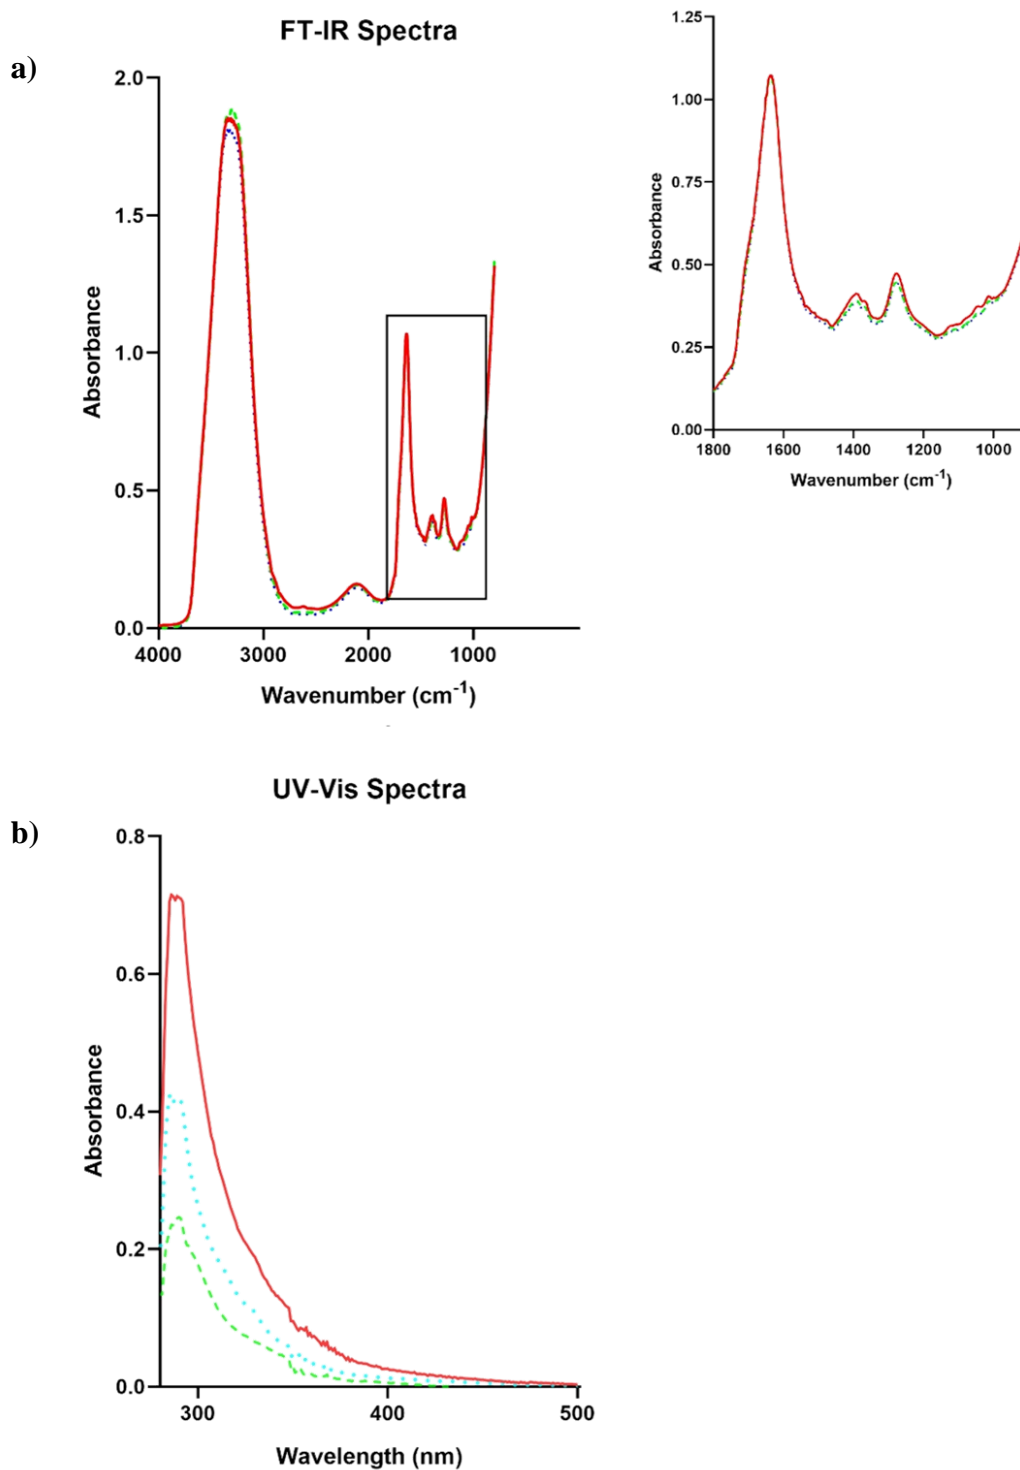 FT-IR Spectra
a)
2.0
1.5
1.0
0.5
0.0
4000 3000 2000 1000
Absorbance
Wavenumber (cm-1)
1.25
1.00
0.75
0.50
0.25
0.00
1800 1600 1400 1200 1000
Absorbance
Wavenumber (cm-1)
UV-Vis Spectra
b)
0.8
0.6
0.4
0.2
0.0
300 400 500
Absorbance
Wavelength (nm)